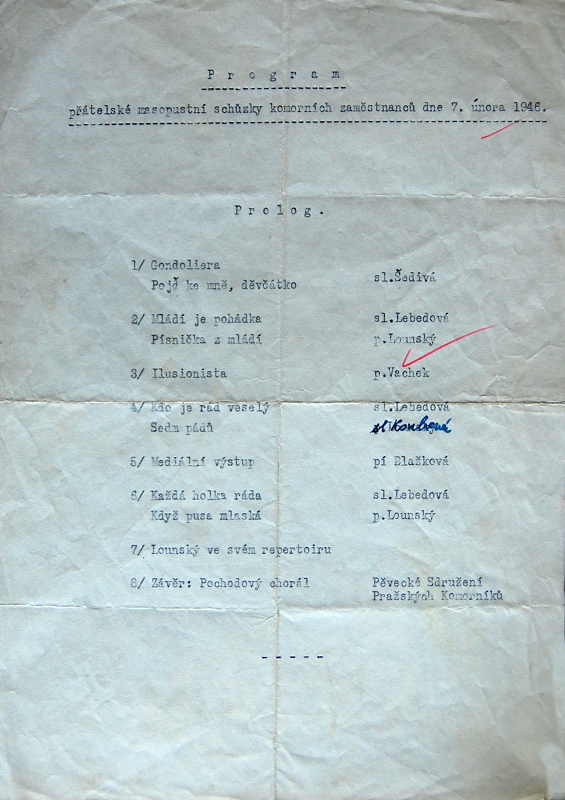 P r o g r a m
přátelské masopustní schůzky komorních zaměstnanců dne 7. února 1946.
P r o l o g .
1/ Gondoliera
Pojď ke mně, děvčátko
sl.Šedivá
2/ Mládí je pohádka sl.Lebedová
Písnička z mládí p.Lounský
3/ Ilusionista p.Vachek
4/ Kdo je rád veselý sl.Lebedová
Sedm pádů sl
5/ Mediální výstup pí Blažková
6/ Každá holka ráda sl.Lebedová
Když pusa mlaská p.Lounský
7/ Lounský ve svém repertoiru
8/ Závěr: Pochodový chorál Pěvecké Sdružení
Pražských Komorníků